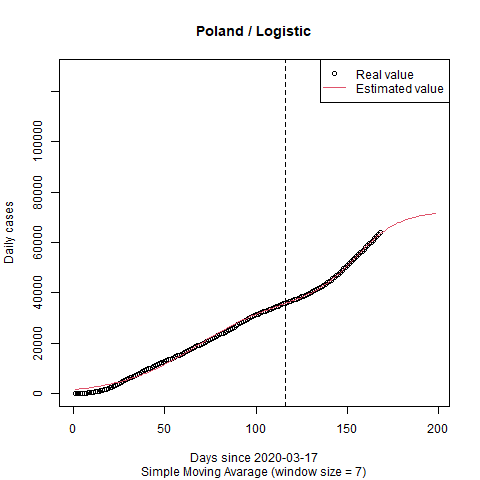 Poland / Logistic
Real value
Estimated value
Daily cases
0
20000
40000
60000
80000
100000
0
50
100
150
200
Days since 2020-03-17
Simple Moving Avarage (window size = 7)